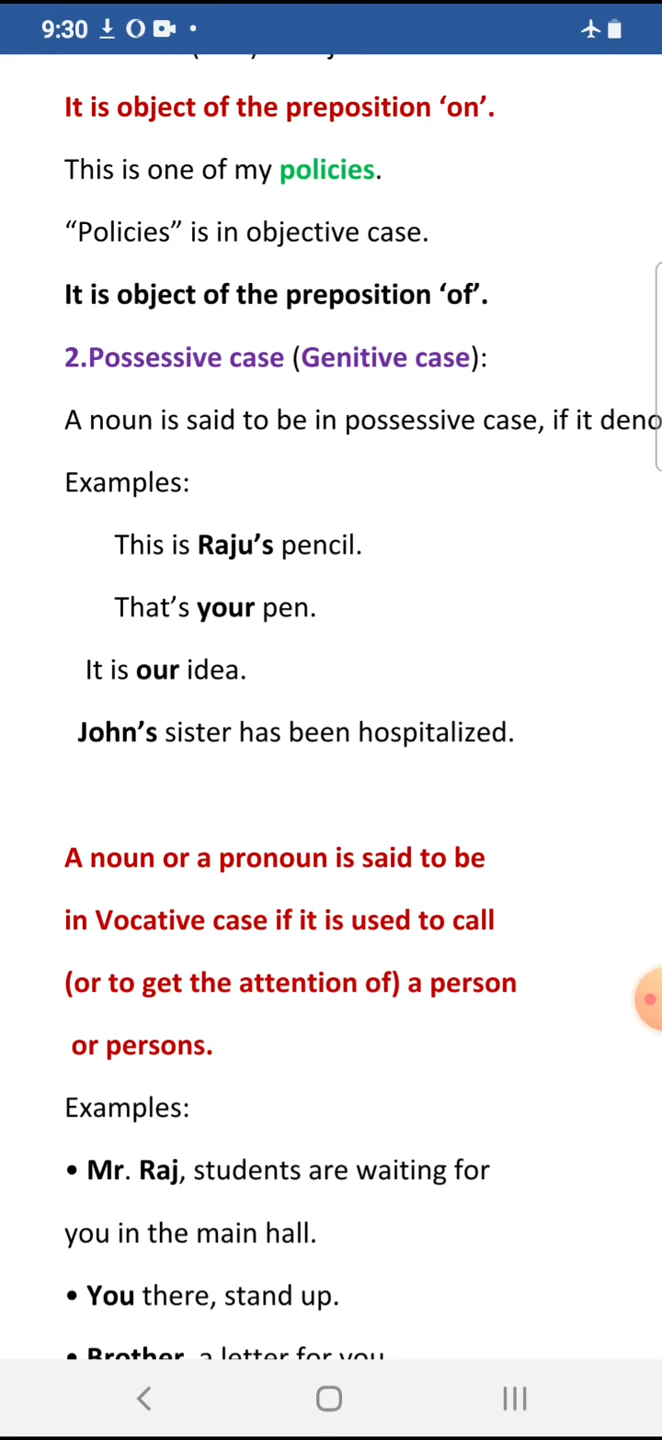 9:30
It is object of the preposition ‘on’.
This is one of my policies.
“Policies” is in objective case.
It is object of the preposition ‘of’.
2.Possessive case (Genitive case):
A noun is said to be in possessive case, if it deno
Examples:
This is Raju’s pencil.
That’s your pen.
It is our idea.
John’s sister has been hospitalized.
A noun or a pronoun is said to be
in Vocative case if it is used to call
(or to get the attention of) a person
or persons.
Examples:
• Mr. Raj, students are waiting for
you in the main hall.
• You there, stand up.
• Brother, a letter for you